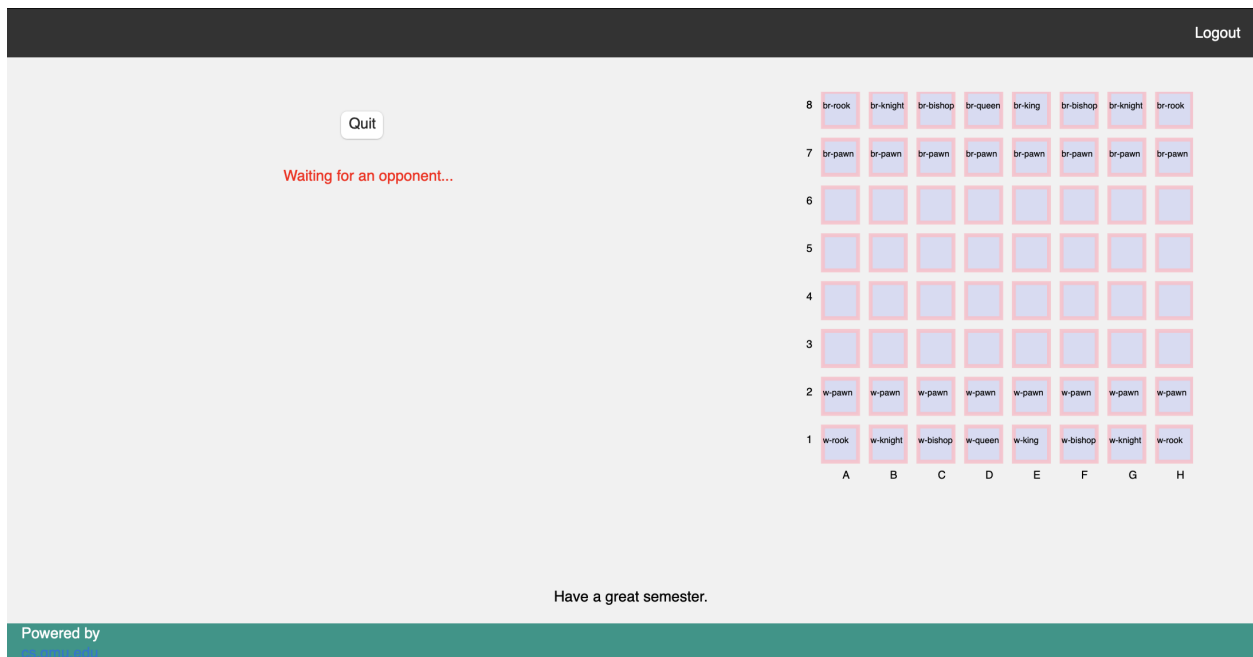 Logout
Quit
Waiting for an opponent...
8 br-rook br-knight br-bishop br-queen br-king br-bishop br-knight br-rook
7 br-pawn br-pawn br-pawn br-pawn br-pawn br-pawn br-pawn br-pawn
6
5
4
3
2 w-pawn w-pawn w-pawn w-pawn w-pawn w-pawn w-pawn w-pawn
1 w-rook w-knight w-bishop w-queen w-king w-bishop w-knight w-rook
A B C D E F G H
Have a great semester.
Powered by
cs.gmu.edu